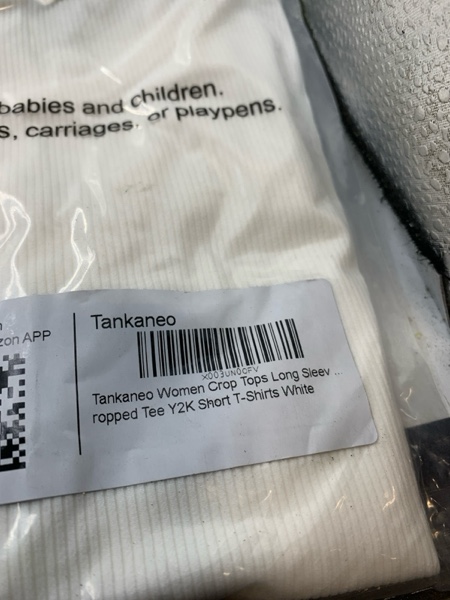 babies and children.
s, carriages, or playpens.
zon APP
Tankaneo
X003UN0QFV
Tankaneo Women Crop Tops Long Sleev ...
ropped Tee Y2K Short T-Shirts White